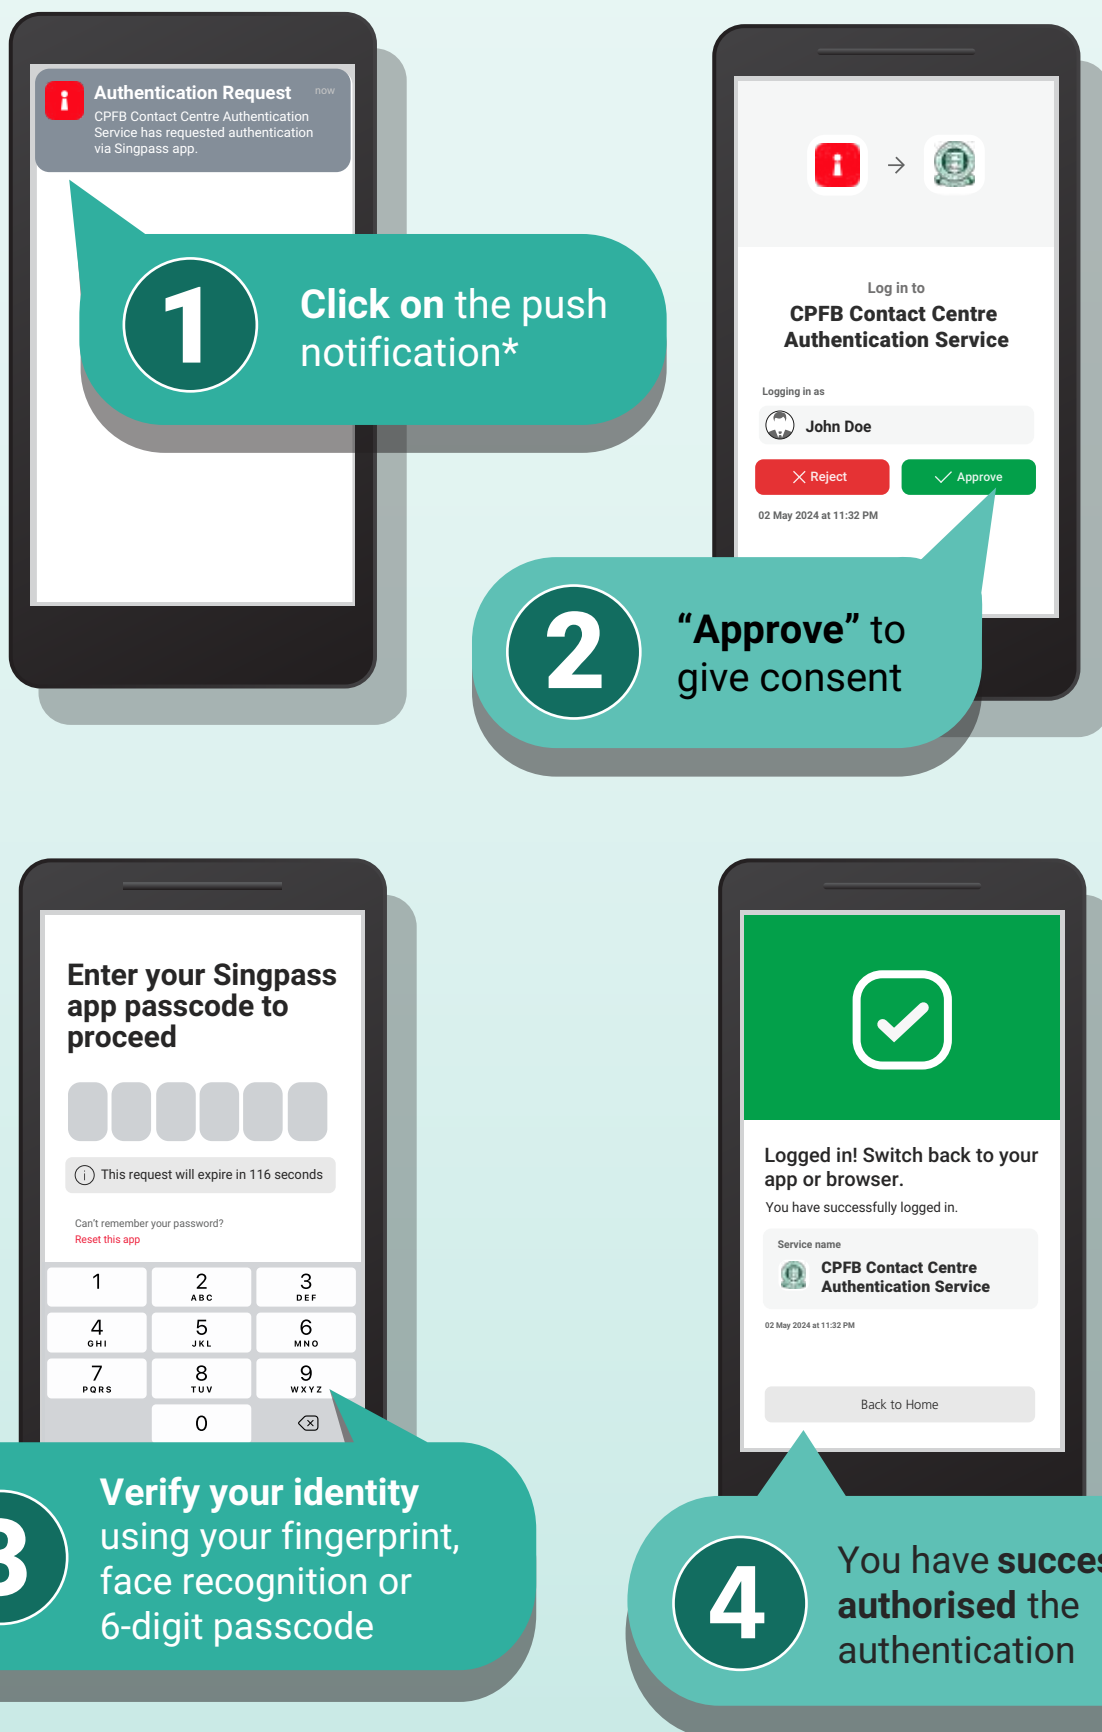 Authentication Request now
CPFB Contact Centre Authentication
Service has requested authentication
via Singpass app.
1
Click on the push
notification*
Log in to
CPFB Contact Centre
Authentication Service
Logging in as
John Doe
Reject
Approve
02 May 2024 at 11:32 PM
2
“Approve” to
give consent
Enter your Singpass
app passcode to
proceed
This request will expire in 116 seconds
Can't remember your password?
Reset this app
1 2 3
ABC DEF
4 5 6
GHI JKL MNO
7 8 9
PQRS TUV WXYZ
0
3
Verify your identity
using your fingerprint,
face recognition or
6-digit passcode
Logged in! Switch back to your
app or browser.
You have successfully logged in.
Service name
CPFB Contact Centre
Authentication Service
02 May 2024 at 11:32 PM
Back to Home
4
You have
authorised the
authentication